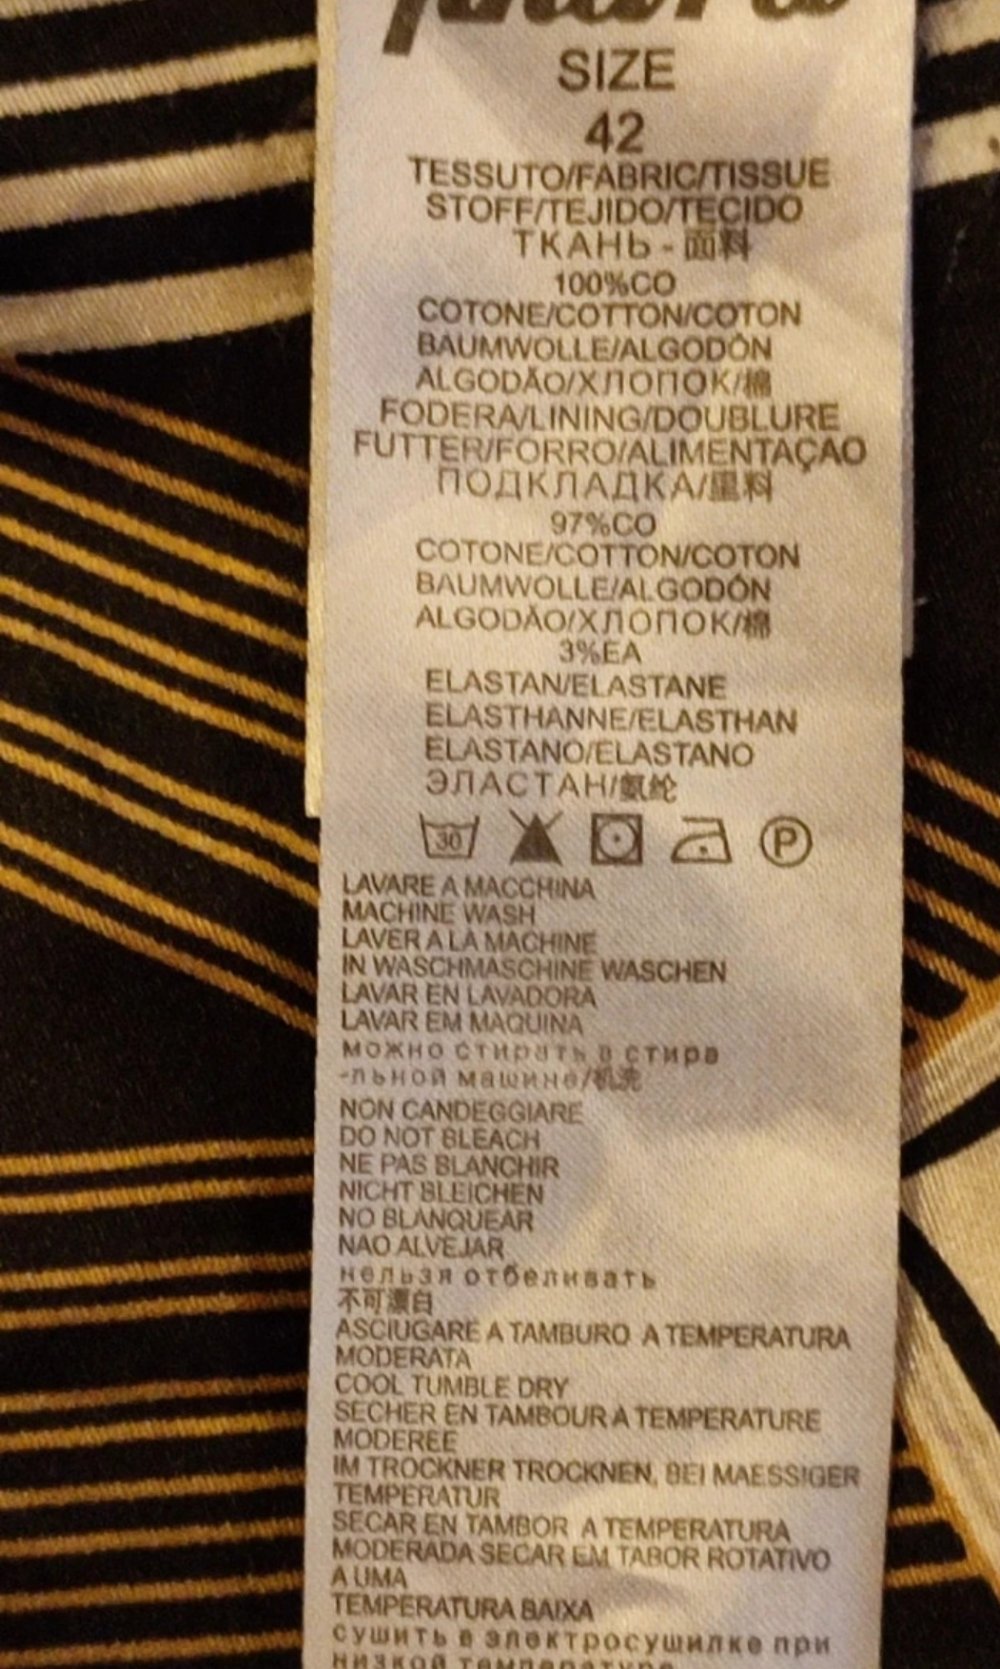 SIZE
42
TESSUTO/FABRIC/TISSUE
STOFF/TEJIDO/TECIDO
ТКАНЬ - 面料
100%CO
COTONE/COTTON/COTON
BAUMWOLLE/ALGODÓN
ALGODÃO/ХЛОПОК/棉
FODERA/LINING/DOUBLURE
FUTTER/FORRO/ALIMENTAÇAO
ПОДКЛАДКА/里料
97%CO
COTONE/COTTON/COTON
BAUMWOLLE/ALGODÓN
ALGODÃO/ХЛОПОК/棉
3%EA
ELASTAN/ELASTANE
ELASTHANNE/ELASTHAN
ELASTANO/ELASTANO
ЭЛАСТАН/氨纶
30 P
LAVARE A MACCHINA
MACHINE WASH
LAVER A LA MACHINE
IN WASCHMASCHINE WASCHEN
LAVAR EN LAVADORA
LAVAR EM MAQUINA
можно стирать в стира
-льной машине/机洗
NON CANDEGGIARE
DO NOT BLEACH
NE PAS BLANCHIR
NICHT BLEICHEN
NO BLANQUEAR
NAO ALVEJAR
нельзя отбеливать
不可漂白
ASCIUGARE A TAMBURO A TEMPERATURA
MODERATA
COOL TUMBLE DRY
SECHER EN TAMBOUR A TEMPERATURE
MODEREE
IM TROCKNER TROCKNEN, BEI MAESSIGER
TEMPERATUR
SECAR EN TAMBOR A TEMPERATURA
MODERADA SECAR EM TABOR ROTATIVO
A UMA
TEMPERATURA BAIXA
сушить в электросушилке при
низкой температуре